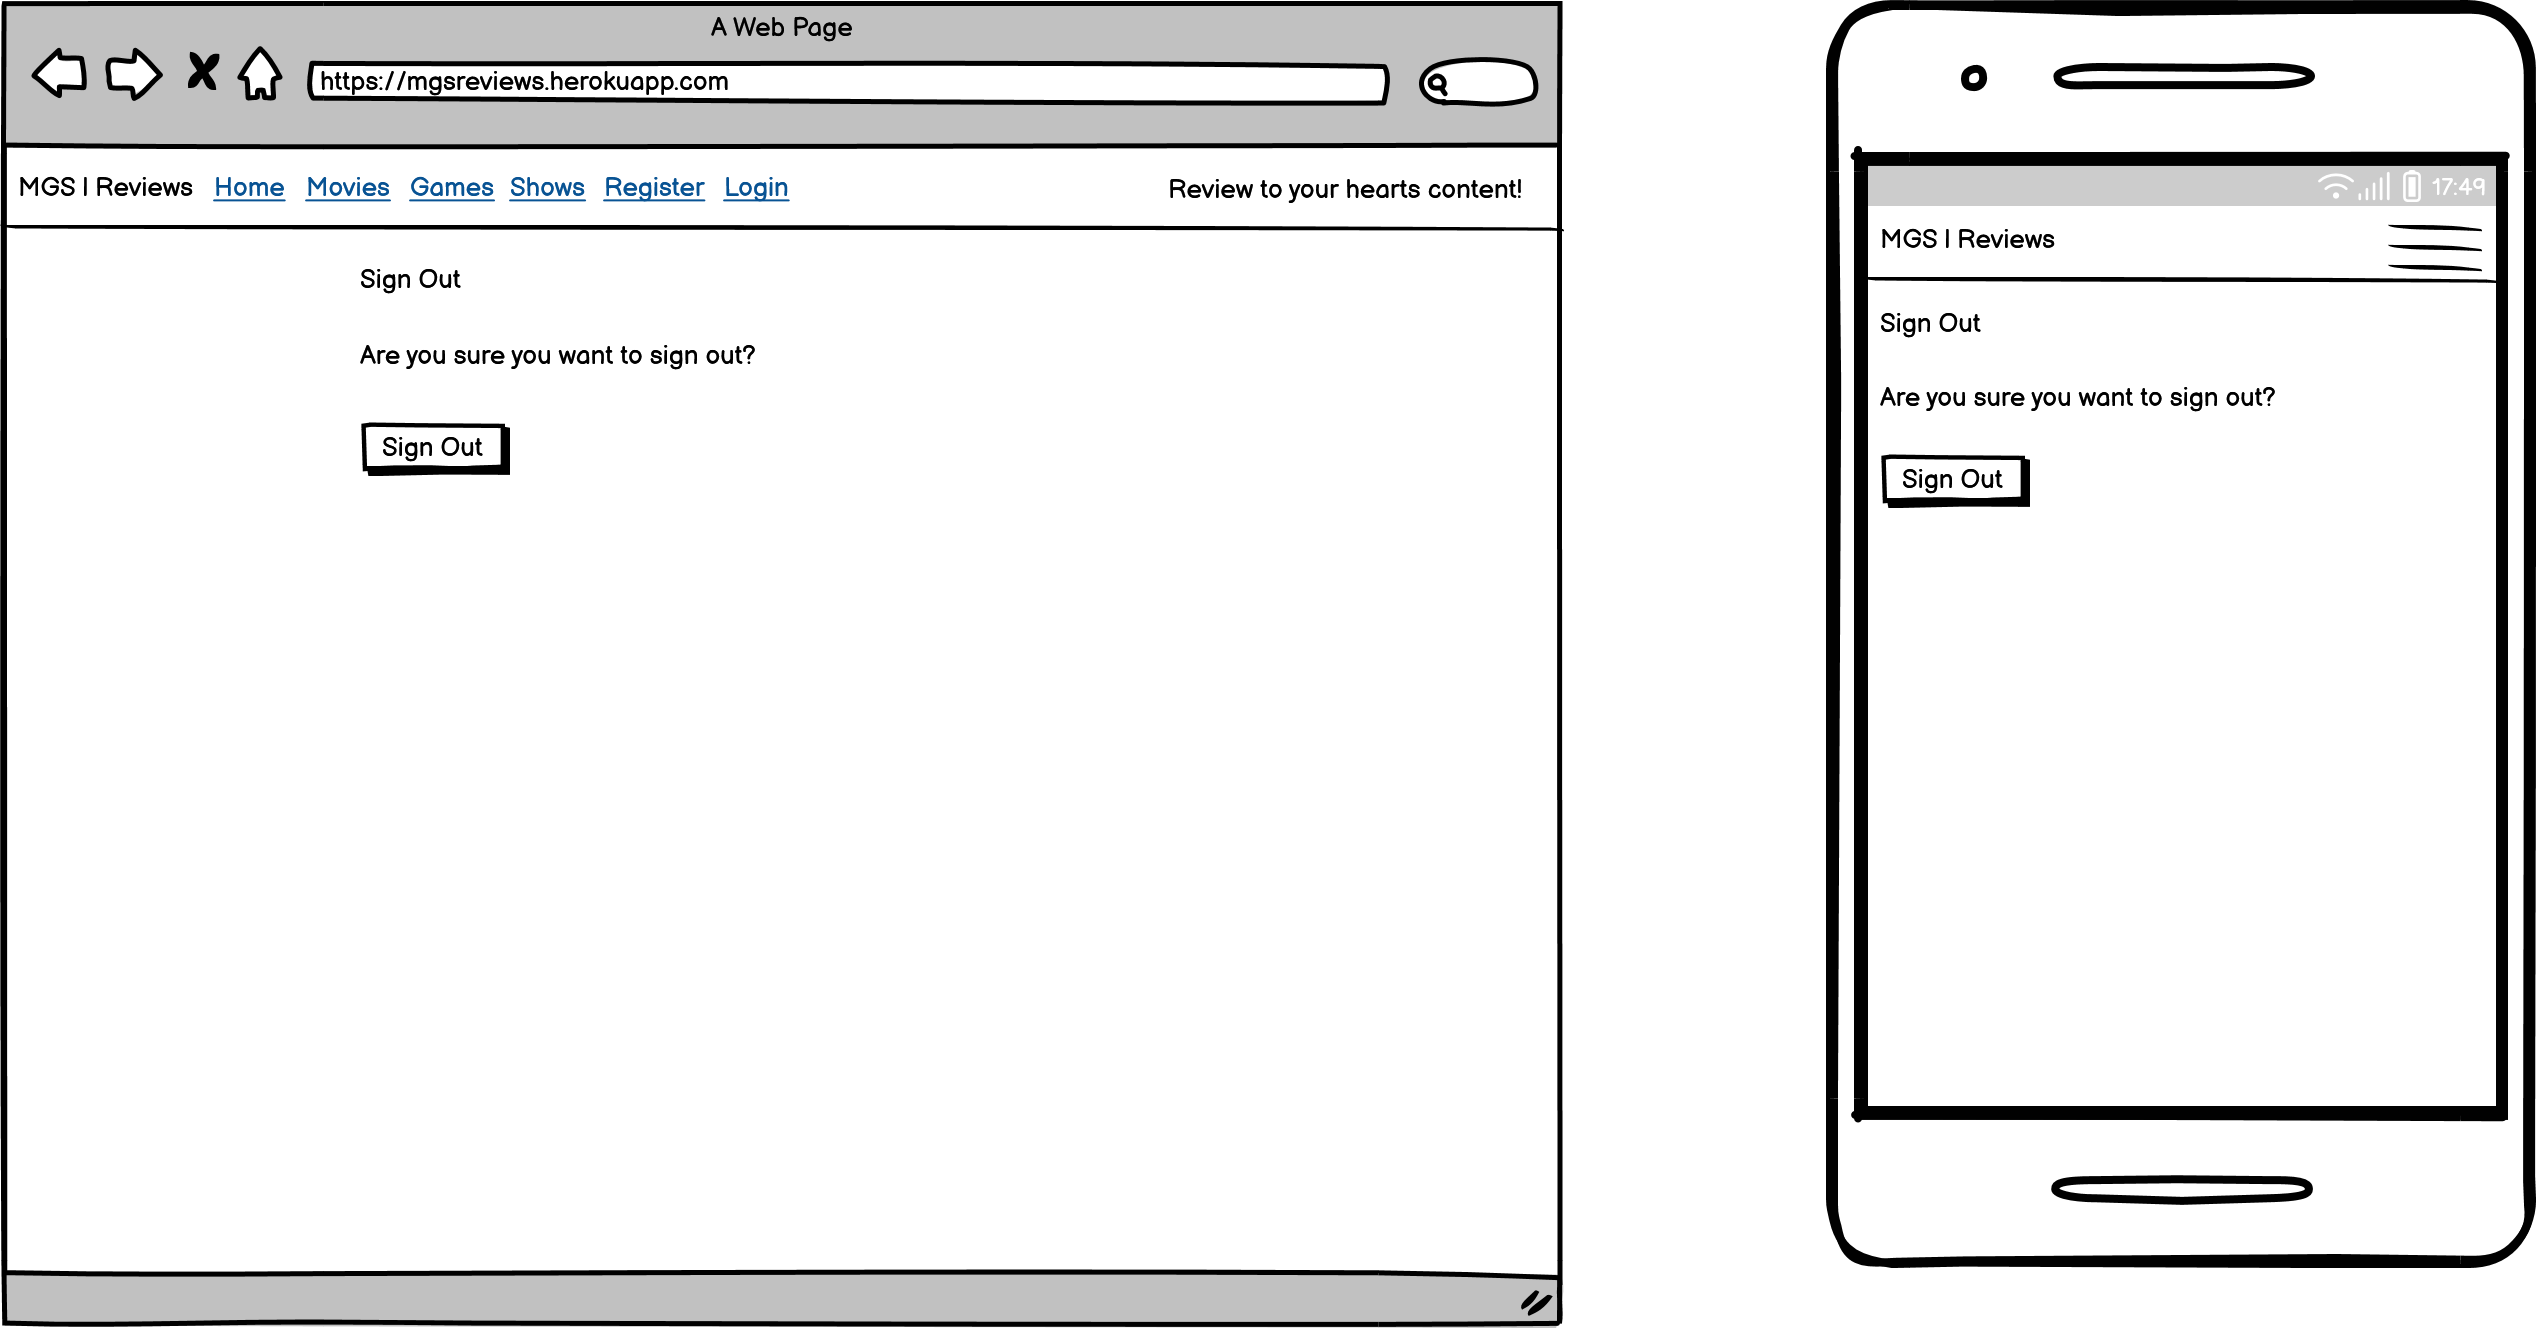 A Web Page
https://mgsreviews.herokuapp.com
MGS | Reviews Home Movies Games Shows Register Login Review to your hearts content!
Sign Out
Are you sure you want to sign out?
Sign Out
17:49
MGS | Reviews
Sign Out
Are you sure you want to sign out?
Sign Out